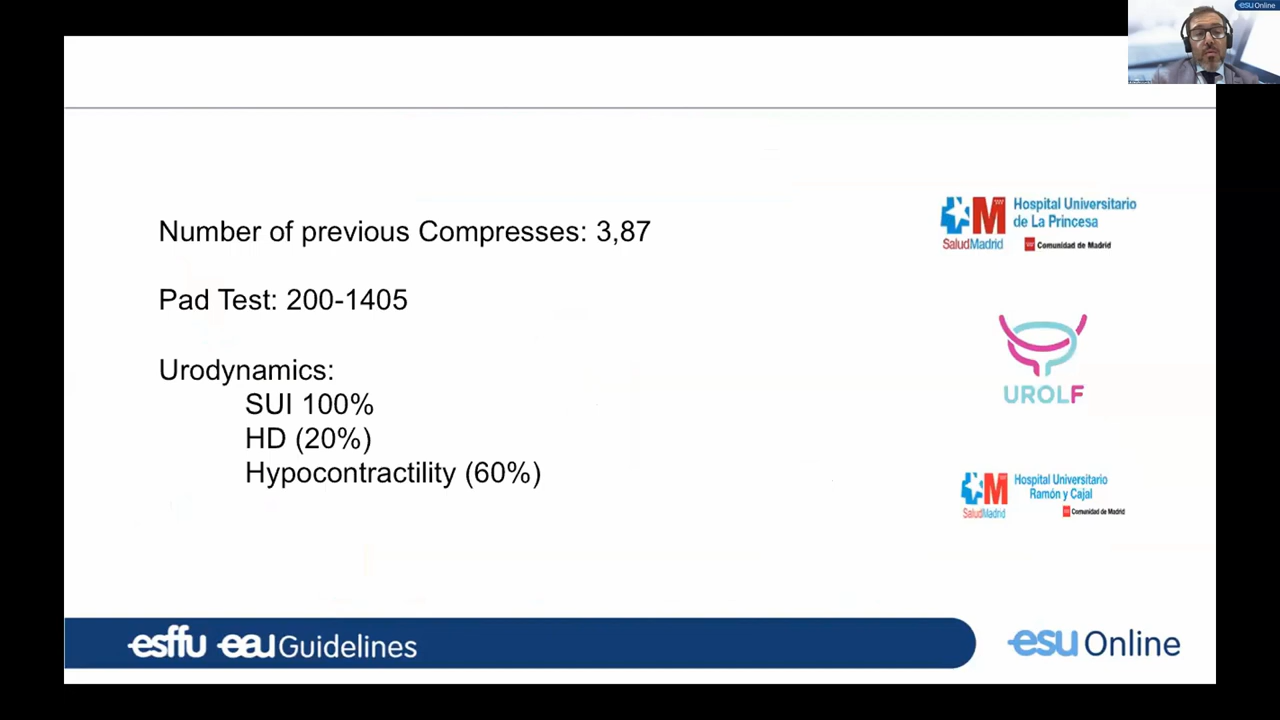 esu Online
Number of previous Compresses: 3,87
Pad Test: 200-1405
Urodynamics:
SUI 100%
HD (20%)
Hypocontractility (60%)
M
SaludMadrid
Hospital Universitario
de La Princesa
Comunidad de Madrid
UROLF
M
SaludMadrid
Hospital Universitario
Ramón y Cajal
Comunidad de Madrid
esffu eau Guidelines
esu Online